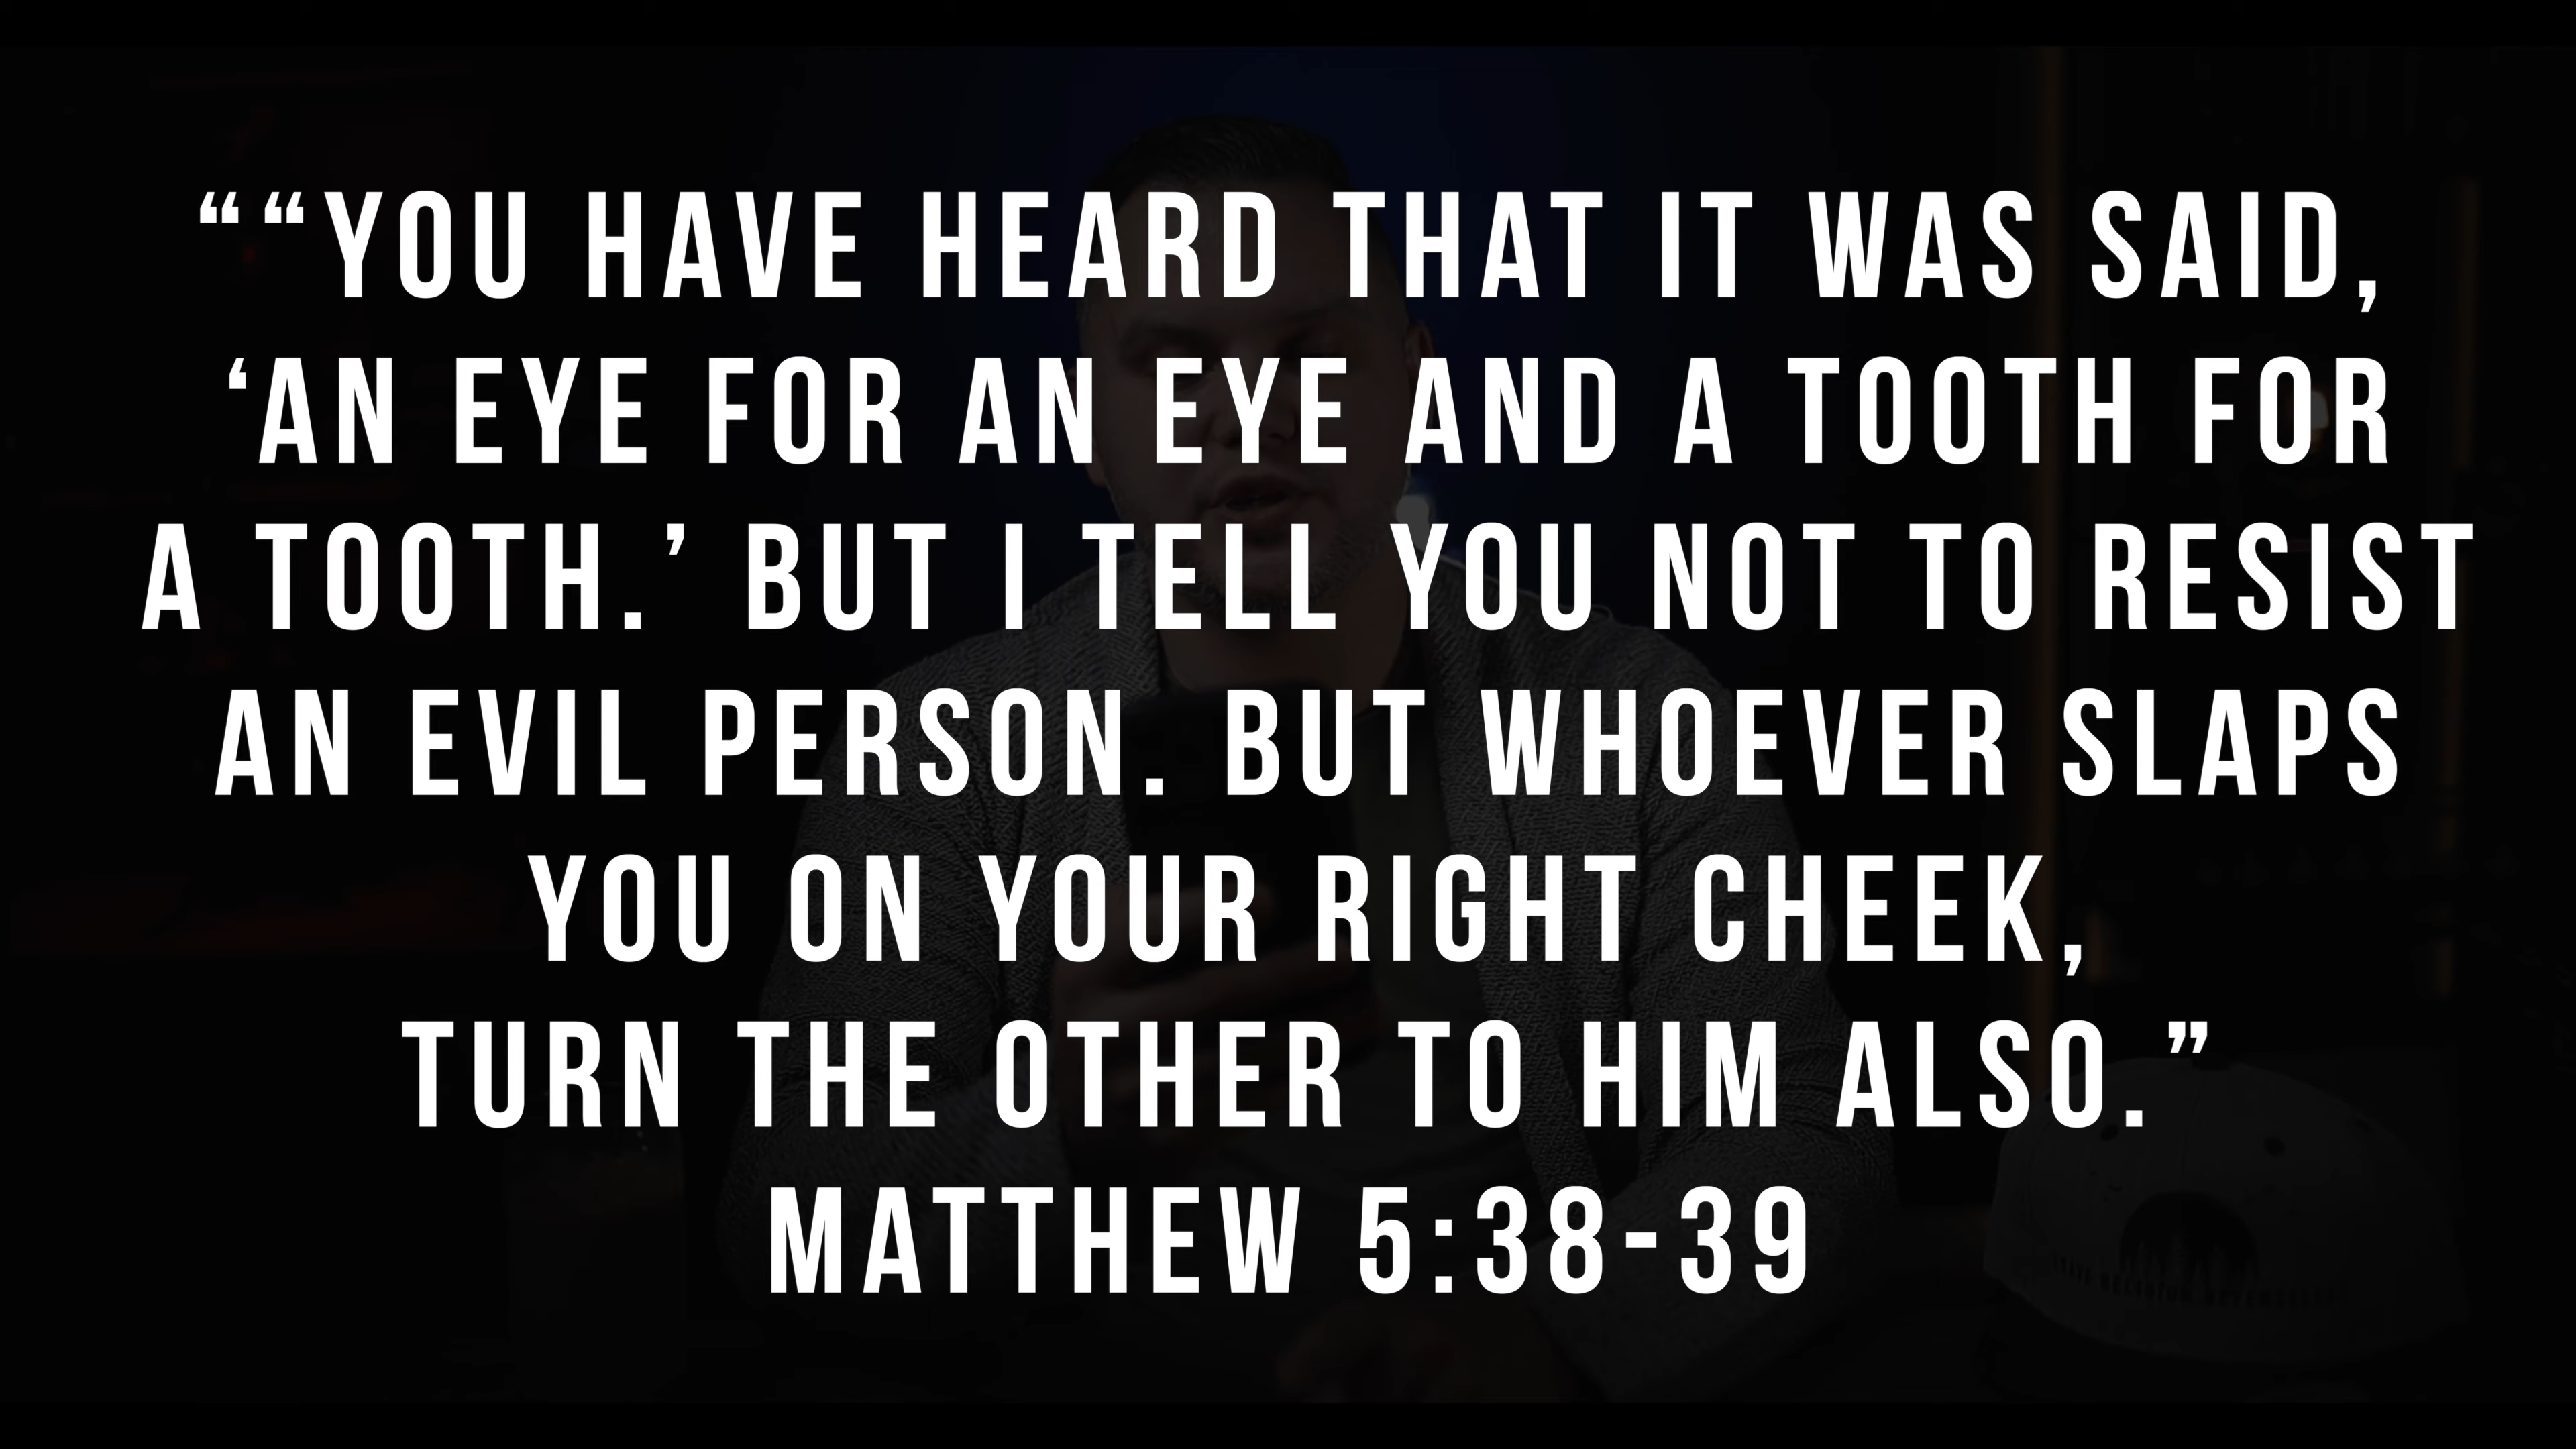 ““YOU HAVE HEARD THAT IT WAS SAID,
‘AN EYE FOR AN EYE AND A TOOTH FOR
A TOOTH.’ BUT I TELL YOU NOT TO RESIST
AN EVIL PERSON. BUT WHOEVER SLAPS
YOU ON YOUR RIGHT CHEEK,
TURN THE OTHER TO HIM ALSO.”
MATTHEW 5:38-39